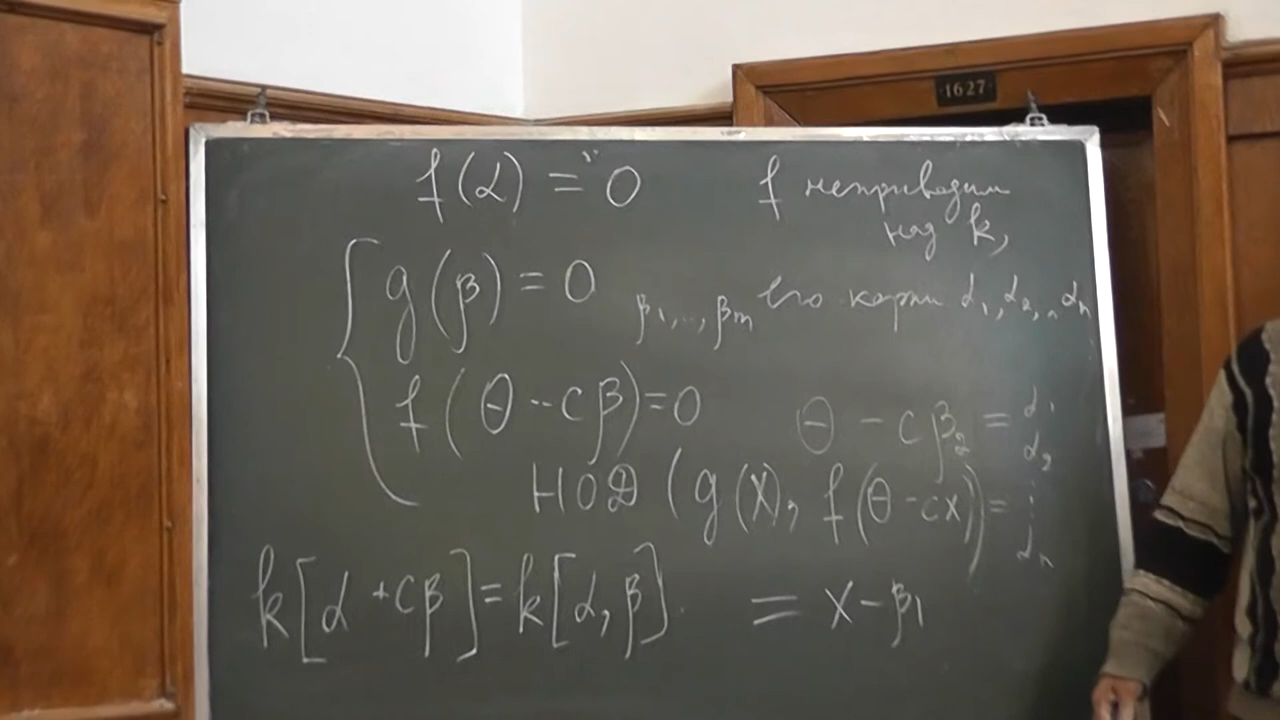 1627
f(α) = 0
f неприводим
над k,
g(β) = 0
β₁,..,βₘ его корни α₁,α₂,..,αₙ
f(θ-cβ)=0
θ - cβ₂ = α₁
α₂
⋮
αₙ
НОД (g(x), f(θ-cx)) =
k[α+cβ]=k[α,β].
= x-β₁